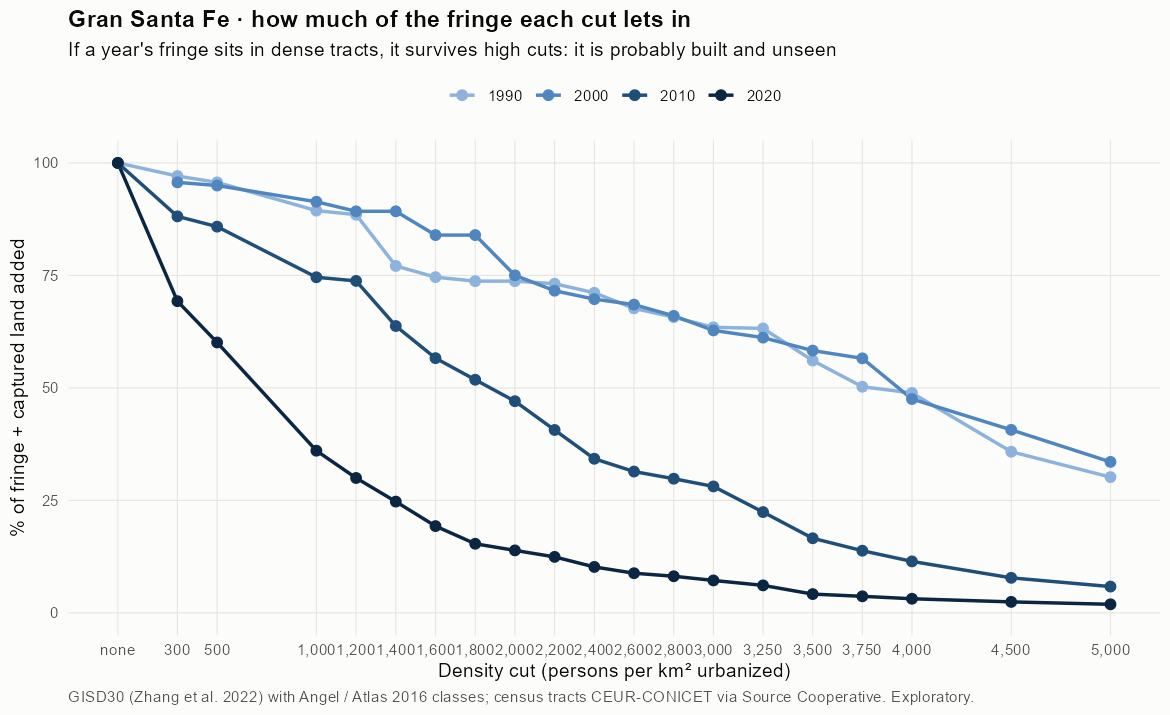 Gran Santa Fe · how much of the fringe each cut lets in
If a year's fringe sits in dense tracts, it survives high cuts: it is probably built and unseen
1990 2000 2010 2020
% of fringe + captured land added
100
75
50
25
0
none 300 500 1,000 1,200 1,400 1,600 1,800 2,000 2,200 2,400 2,600 2,800 3,000 3,250 3,500 3,750 4,000 4,500 5,000
Density cut (persons per km² urbanized)
GISD30 (Zhang et al. 2022) with Angel / Atlas 2016 classes; census tracts CEUR-CONICET via Source Cooperative. Exploratory.